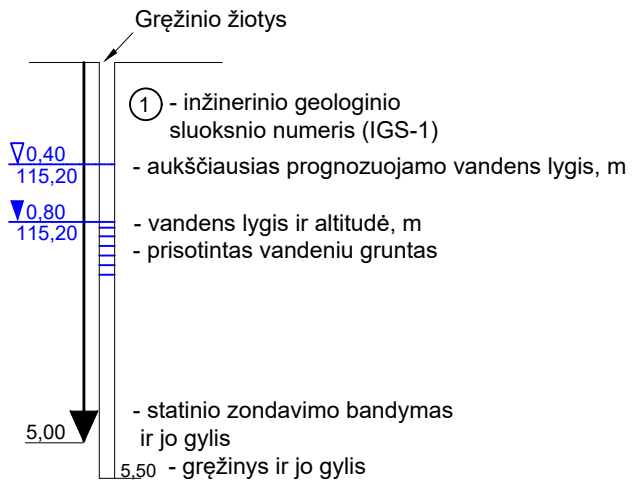 Gręžinio žiotys
1 - inžinerinio geologinio
sluoksnio numeris (IGS-1)
0,40
115,20
- aukščiausias prognozuojamo vandens lygis, m
0,80
115,20
- vandens lygis ir altitudė, m
- prisotintas vandeniu gruntas
- statinio zondavimo bandymas
ir jo gylis
5,00
5,50 - gręžinys ir jo gylis